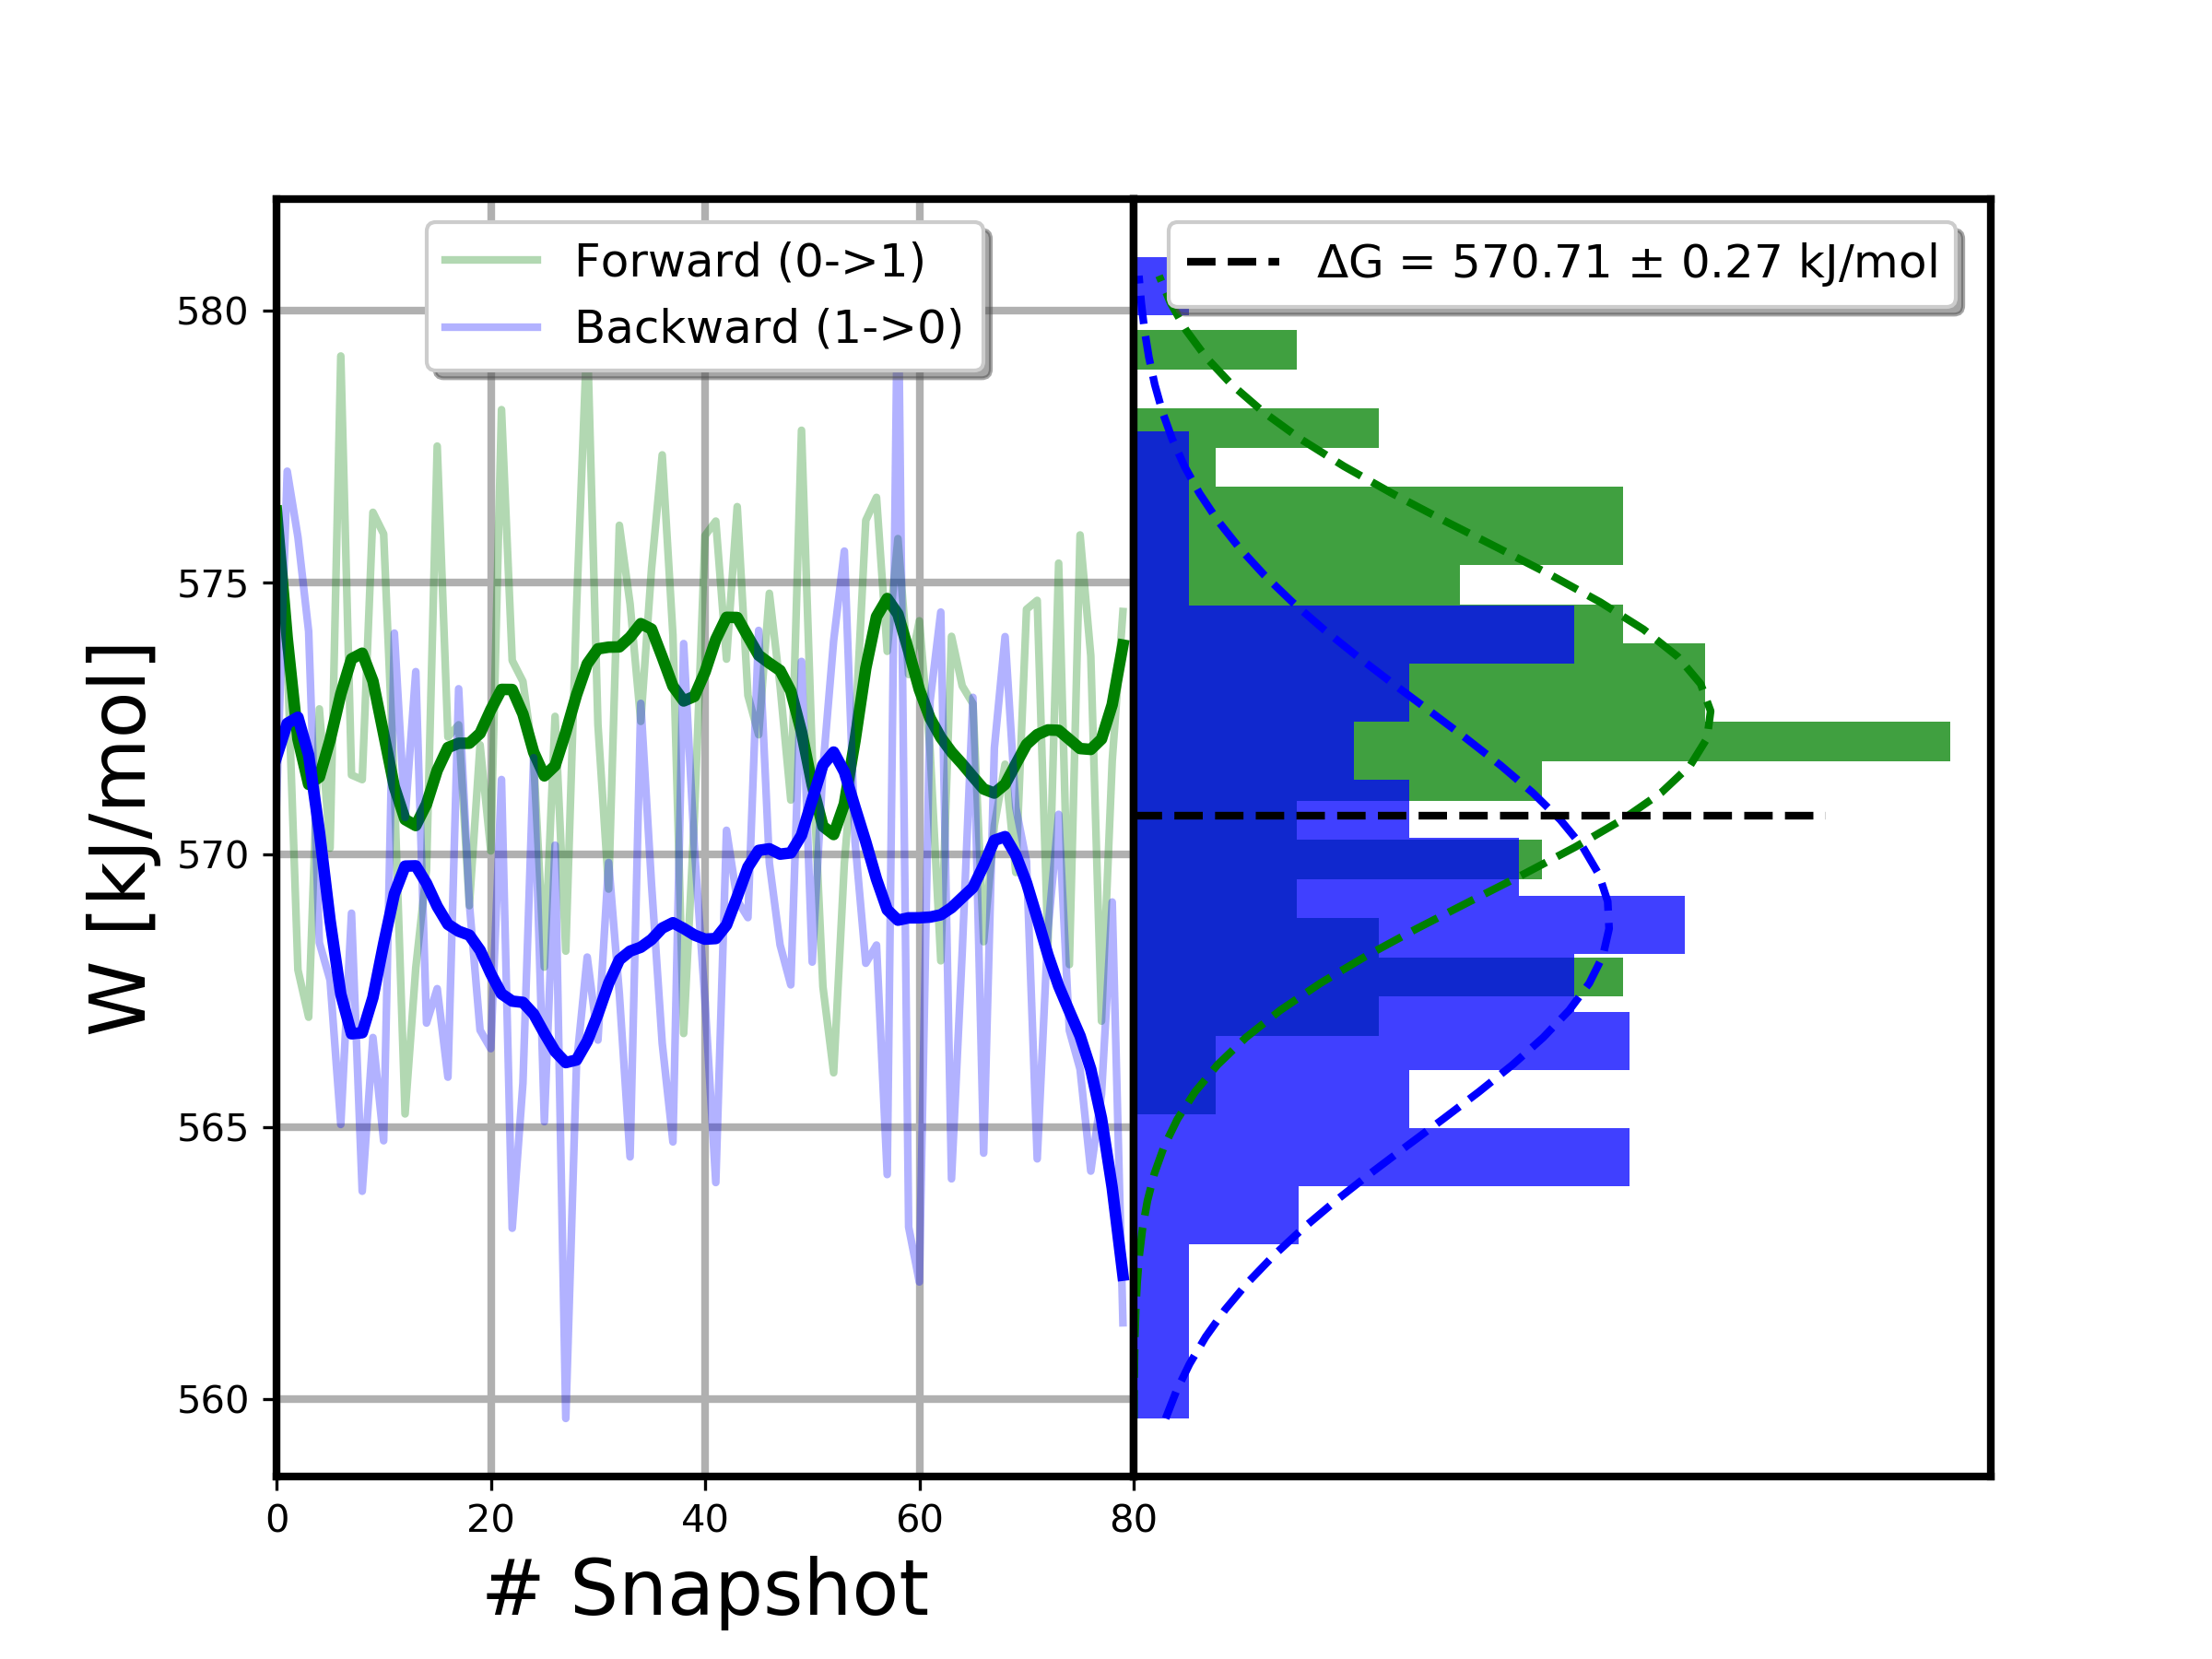 Forward (0->1)
Backward (1->0)
ΔG = 570.71 ± 0.27 kJ/mol
W [kJ/mol]
580
575
570
565
560
0 20 40 60 80
# Snapshot